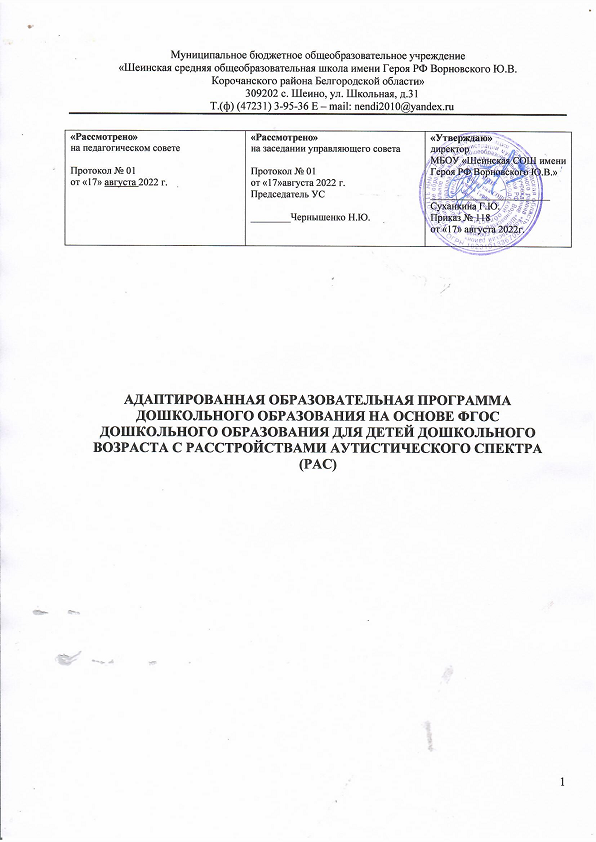 Муниципальное бюджетное общеобразовательное учреждение
«Шеинская средняя общеобразовательная школа имени Героя РФ Ворновского Ю.В.
Корочанского района Белгородской области»
309202 с. Шеино, ул. Школьная, д.31
Т.(ф) (47231) 3-95-36 E – mail: nendi2010@yandex.ru
«Рассмотрено»
на педагогическом совете
Протокол № 01
от «17» августа 2022 г.
«Рассмотрено»
на заседании управляющего совета
Протокол № 01
от «17»августа 2022 г.
Председатель УС
________Чернышенко Н.Ю.
«Утверждаю»
директор
МБОУ «Шеинская СОШ имени
Героя РФ Ворновского Ю.В.»
Суханкина Г.Ю.
Приказ № 118
от «17» августа 2022г.
АДАПТИРОВАННАЯ ОБРАЗОВАТЕЛЬНАЯ ПРОГРАММА
ДОШКОЛЬНОГО ОБРАЗОВАНИЯ НА ОСНОВЕ ФГОС
ДОШКОЛЬНОГО ОБРАЗОВАНИЯ ДЛЯ ДЕТЕЙ ДОШКОЛЬНОГО
ВОЗРАСТА С РАССТРОЙСТВАМИ АУТИСТИЧЕСКОГО СПЕКТРА
(РАС)
1